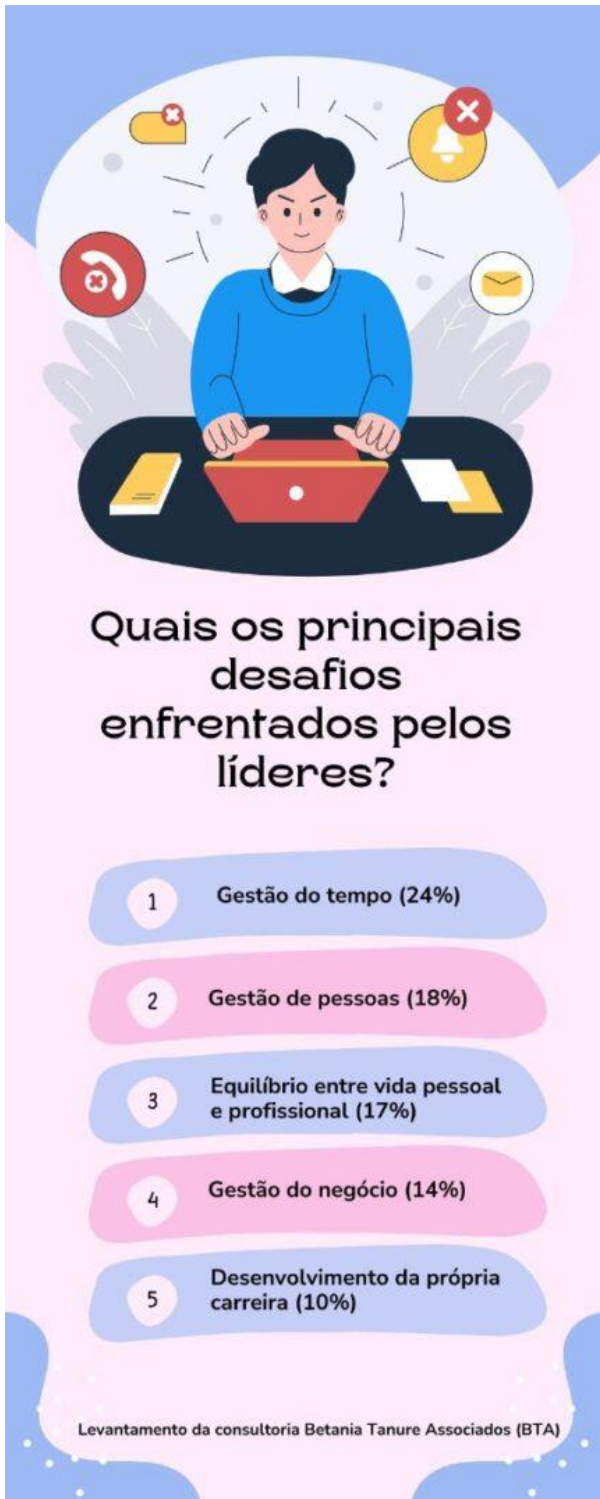 Quais os principais
desafios
enfrentados pelos
líderes?
1
Gestão do tempo (24%)
2
Gestão de pessoas (18%)
3
Equilíbrio entre vida pessoal
e profissional (17%)
4
Gestão do negócio (14%)
5
Desenvolvimento da própria
carreira (10%)
Levantamento da consultoria Betania Tanure Associados (BTA)